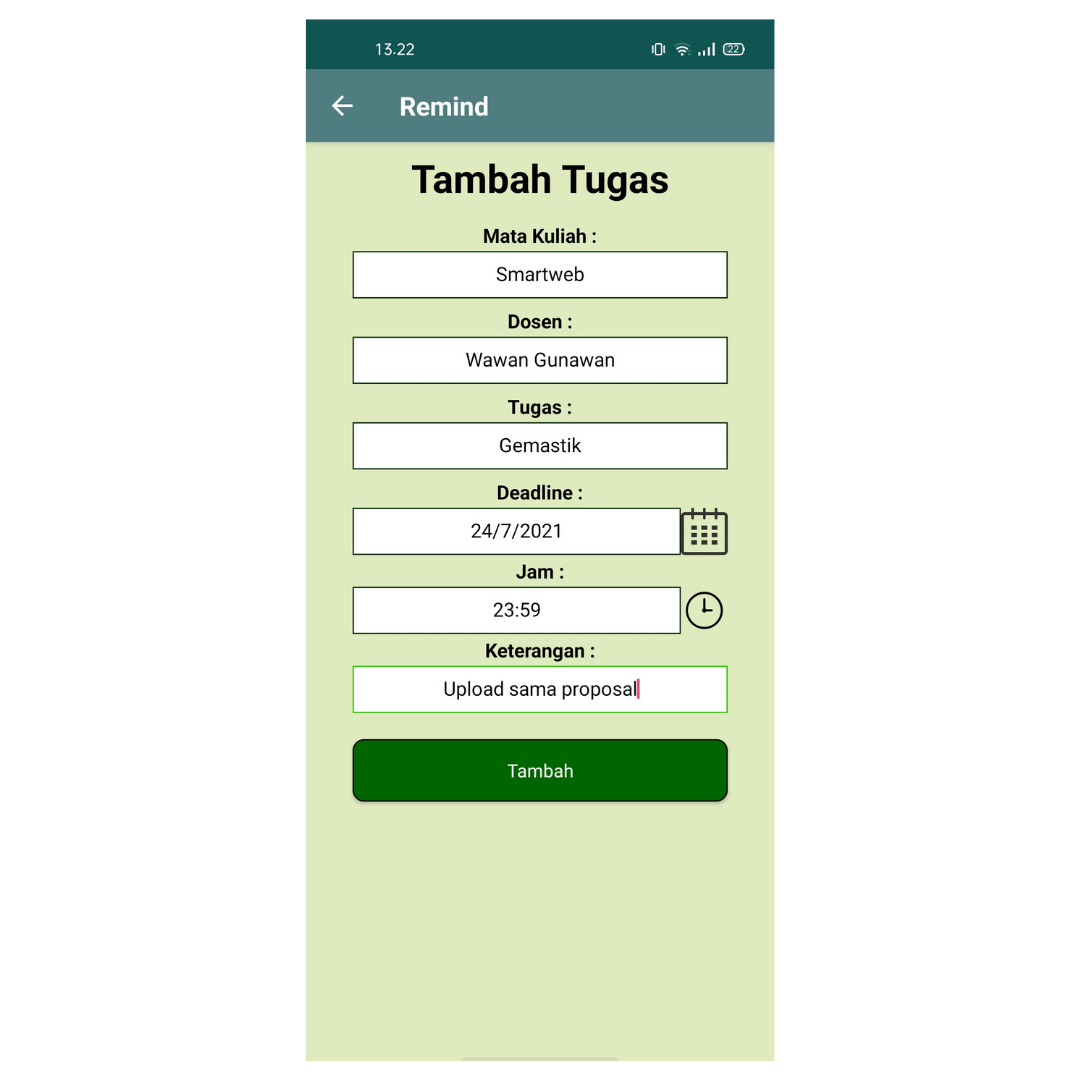 13.22
22
Remind
Tambah Tugas
Mata Kuliah :
Smartweb
Dosen :
Wawan Gunawan
Tugas :
Gemastik
Deadline :
24/7/2021
Jam :
23:59
Keterangan :
Upload sama proposal
Tambah